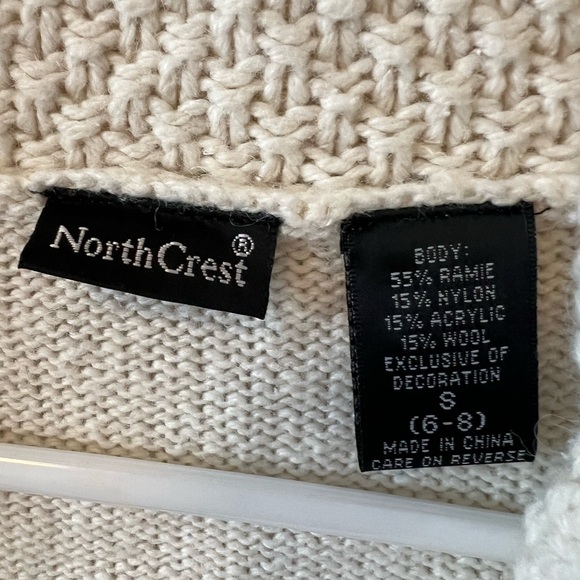 NorthCrest®
BODY:
55% RAMIE
15% NYLON
15% ACRYLIC
15% WOOL
EXCLUSIVE OF
DECORATION
S
(6-8)
MADE IN CHINA
CARE ON REVERSE